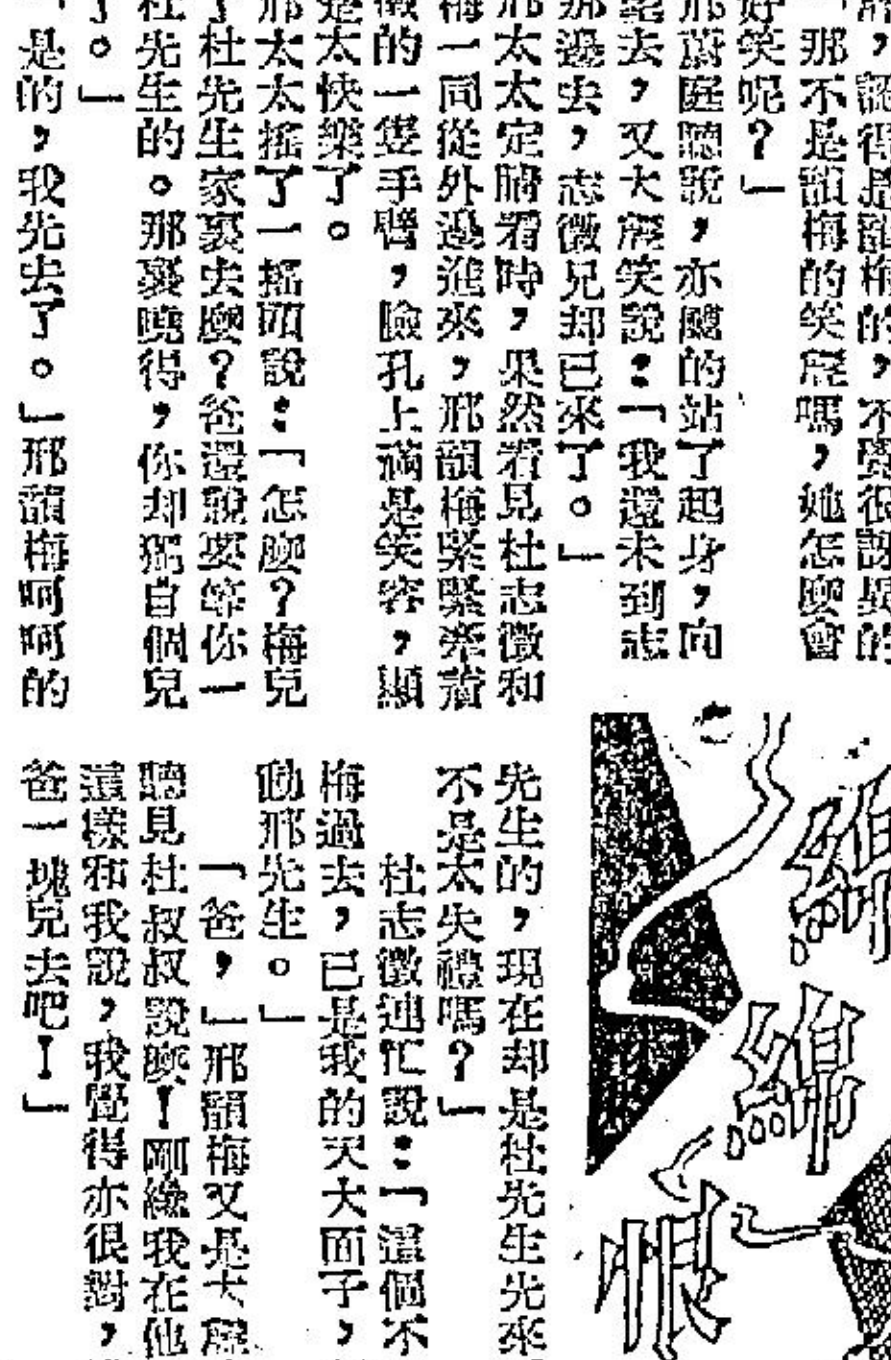 認得是韻梅的，不覺很訝異的
「那不是韻梅的笑聲嗎，她怎麼會
好笑呢？」
邢蔚庭聽說，亦颼的站了起身，向
去，又大聲笑說：「我還未到志
那邊去，志徵兄却已來了。」
邢太太定睛看時，果然看見杜志徵和
梅一同從外邊進來，邢韻梅緊緊牽着
徵的一隻手臂，臉孔上滿是笑容，顯
是太快樂了。
邢太太搖了一搖頭說：「怎麼？梅兒
了杜先生家裏去麼？爸還說要等你一
杜先生的。那裏曉得，你却獨自個兒
了。」
「是的，我先去了。」邢韻梅呵呵的
綿綿恨
先生的，現在却是杜先生先來
不是太失禮嗎？」
杜志徵連忙說：「這個不
梅過去，已是我的天大面子，
動邢先生。」
「爸，」邢韻梅又是大聲
聽見杜叔叔說麼！剛纔我在他
這樣和我說，我覺得亦很對，
爸一塊兒去吧！」